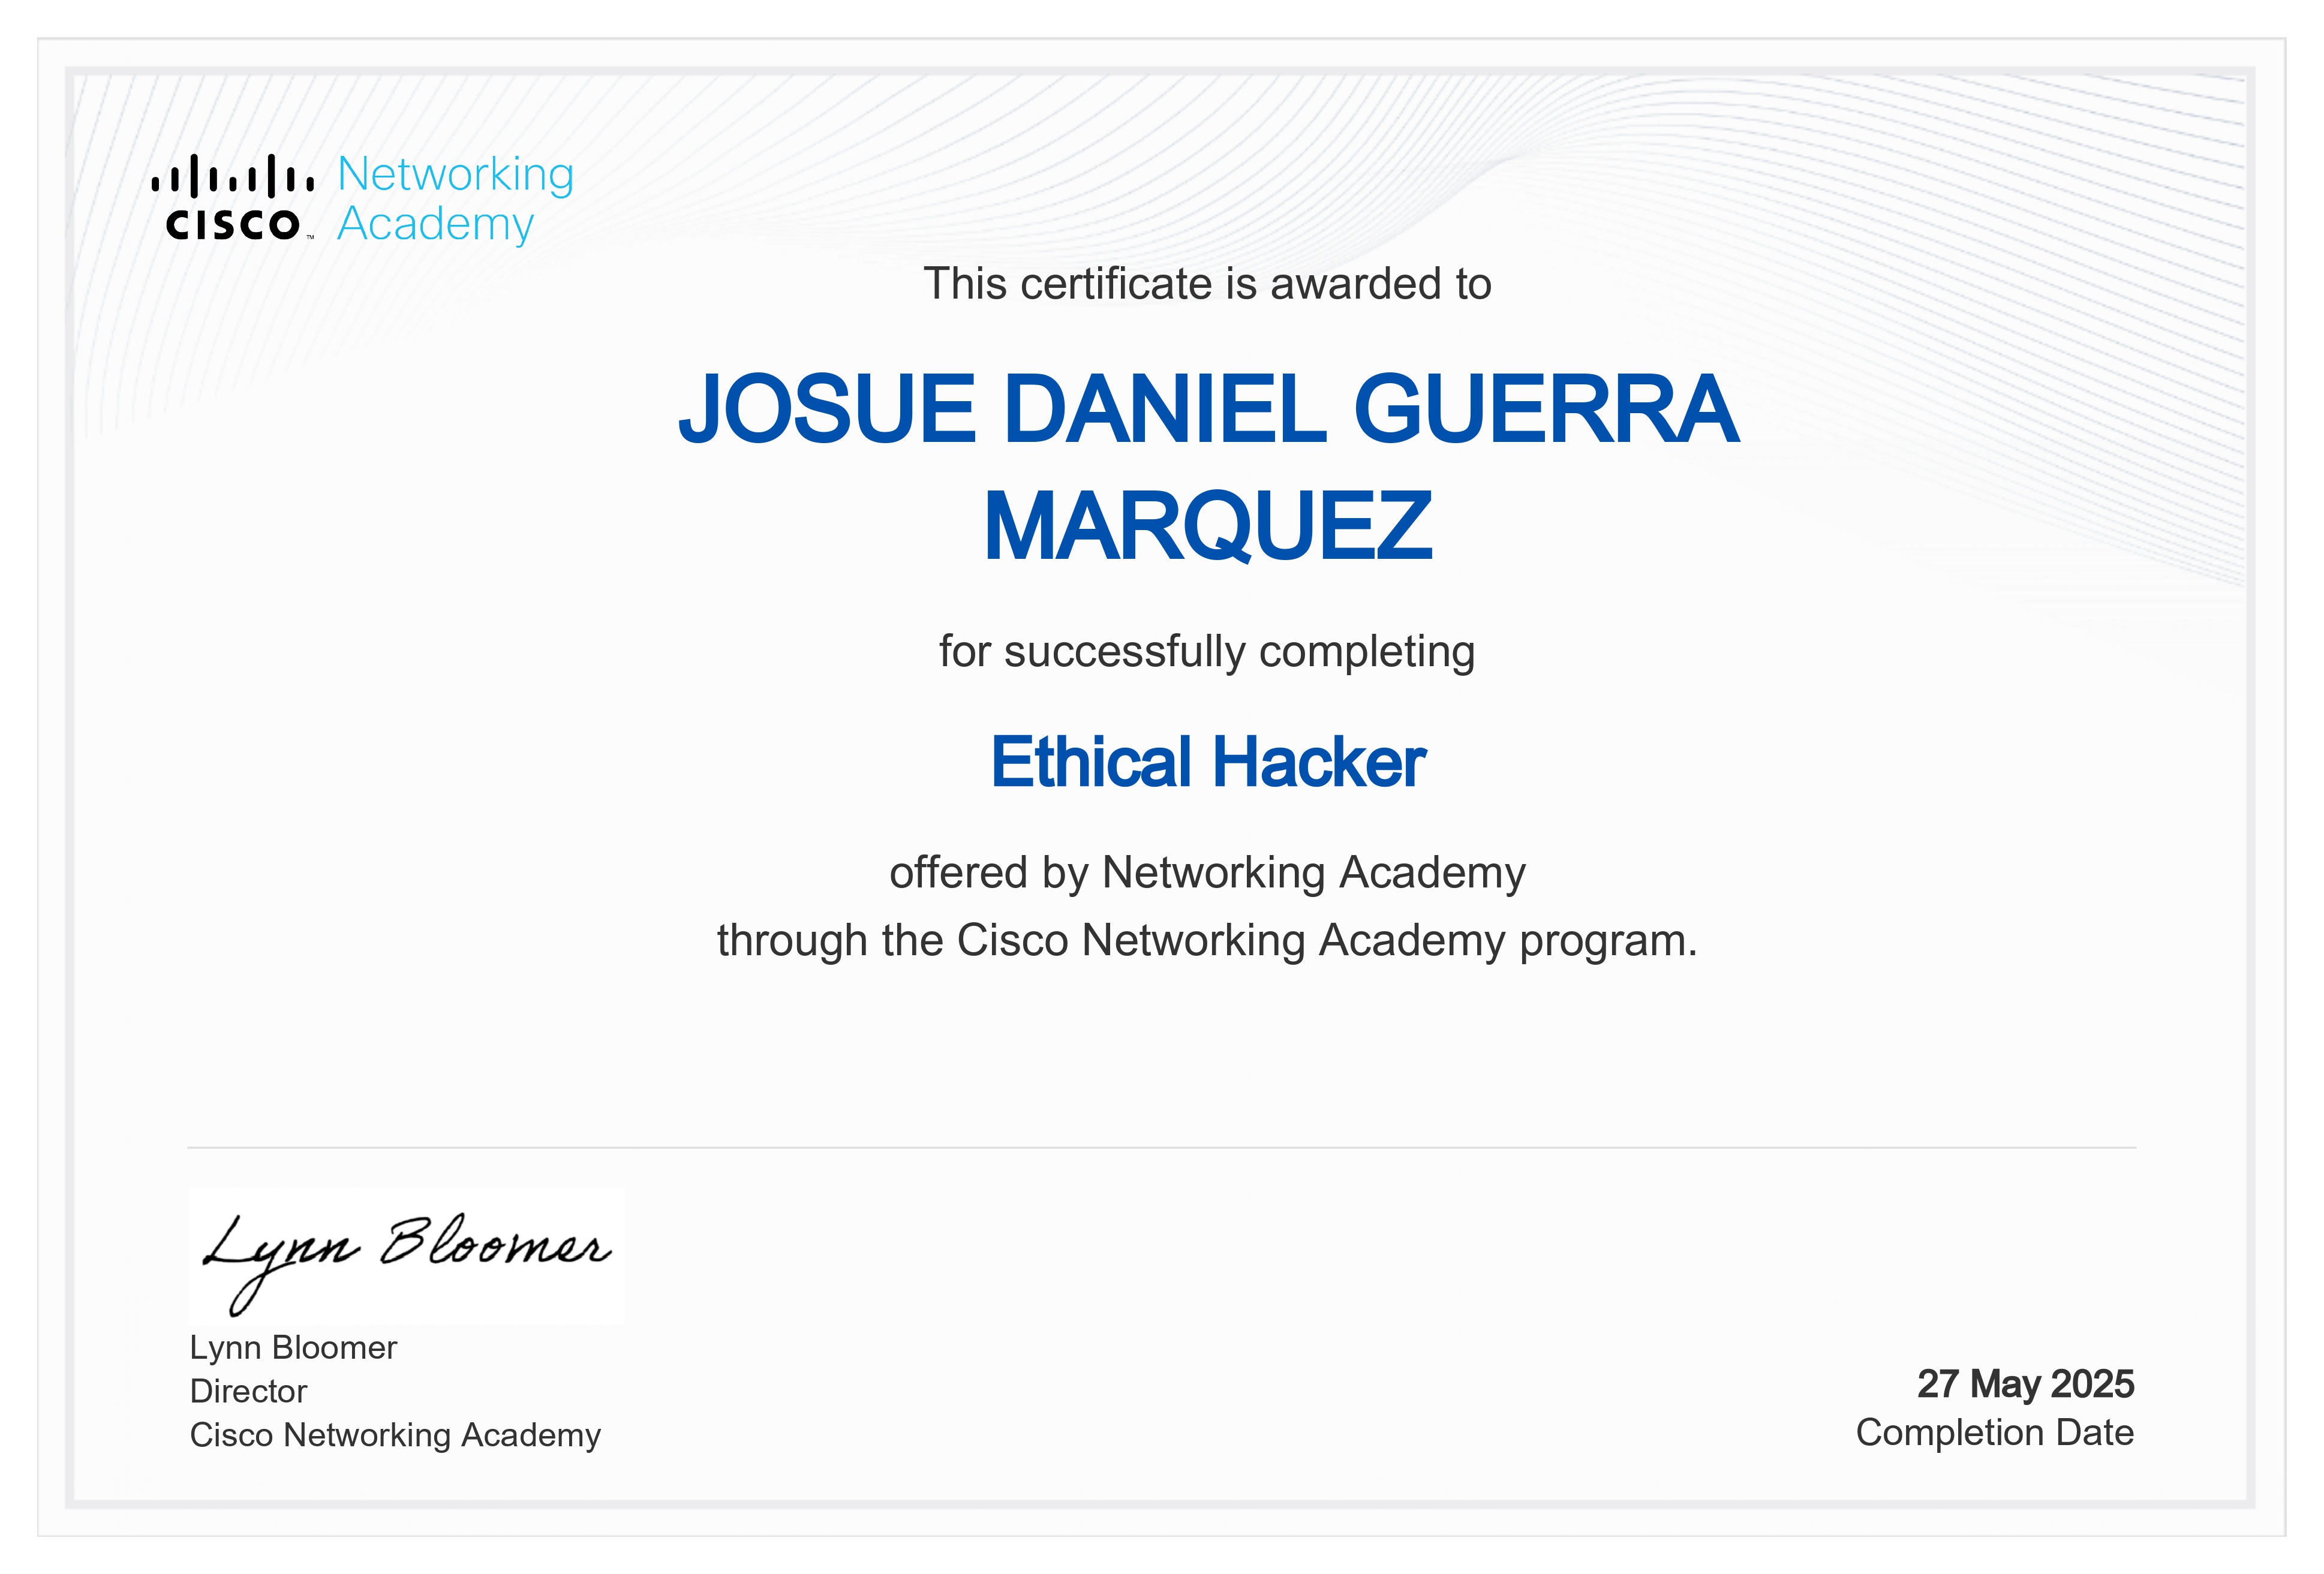 Networking
Academy
CISCO™
This certificate is awarded to
JOSUE DANIEL GUERRA
MARQUEZ
for successfully completing
Ethical Hacker
offered by Networking Academy
through the Cisco Networking Academy program.
Lynn Bloomer
Lynn Bloomer
Director
Cisco Networking Academy
27 May 2025
Completion Date